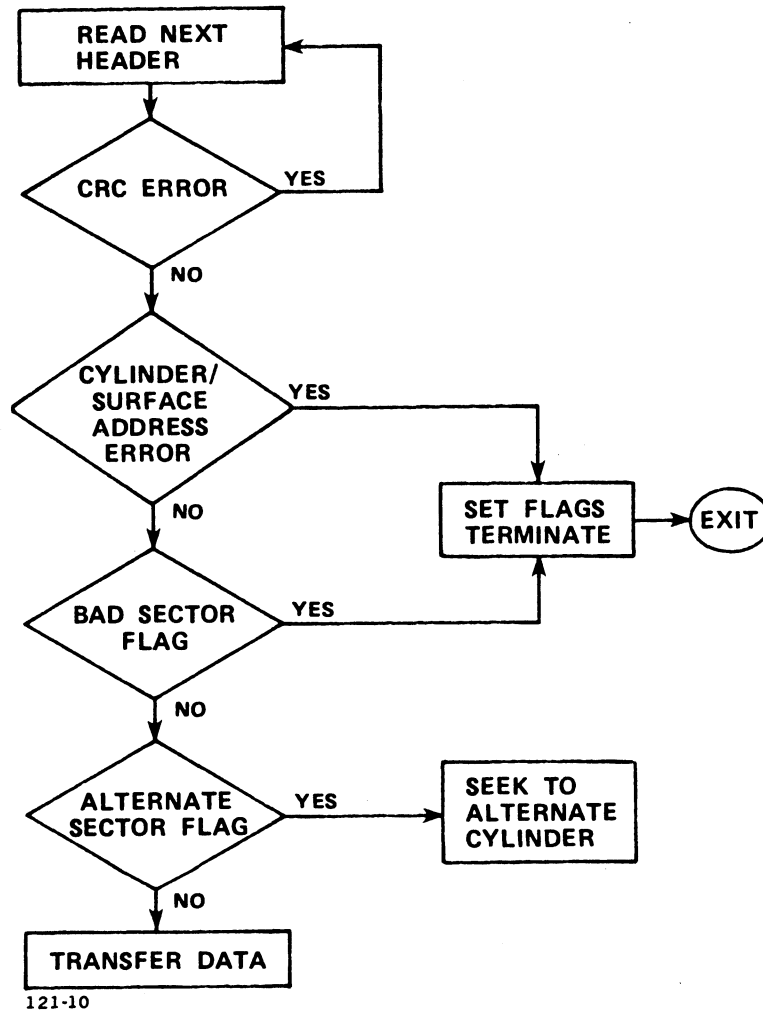 READ NEXT
HEADER
CRC ERROR
YES
NO
CYLINDER/
SURFACE
ADDRESS
ERROR
YES
NO
SET FLAGS
TERMINATE
EXIT
BAD SECTOR
FLAG
YES
NO
ALTERNATE
SECTOR FLAG
YES
SEEK TO
ALTERNATE
CYLINDER
NO
TRANSFER DATA
121-10